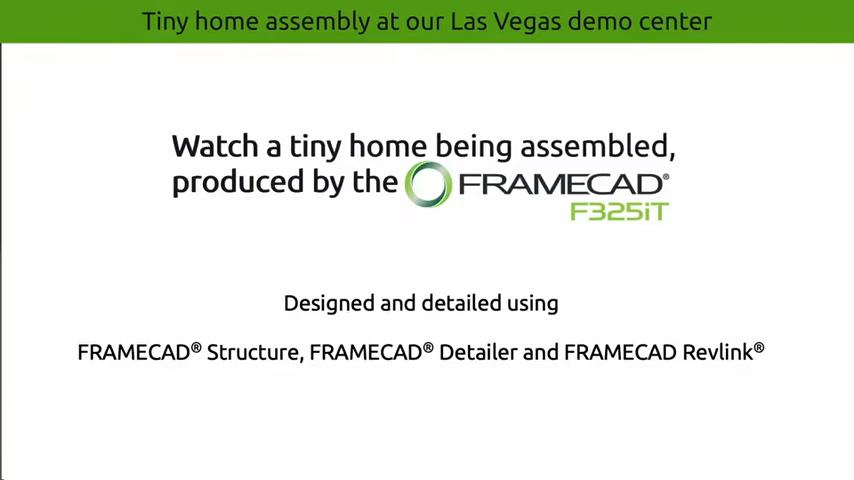 Tiny home assembly at our Las Vegas demo center
Watch a tiny home being assembled,
produced by the FRAMECAD®
F325iT
Designed and detailed using
FRAMECAD® Structure, FRAMECAD® Detailer and FRAMECAD Revlink®